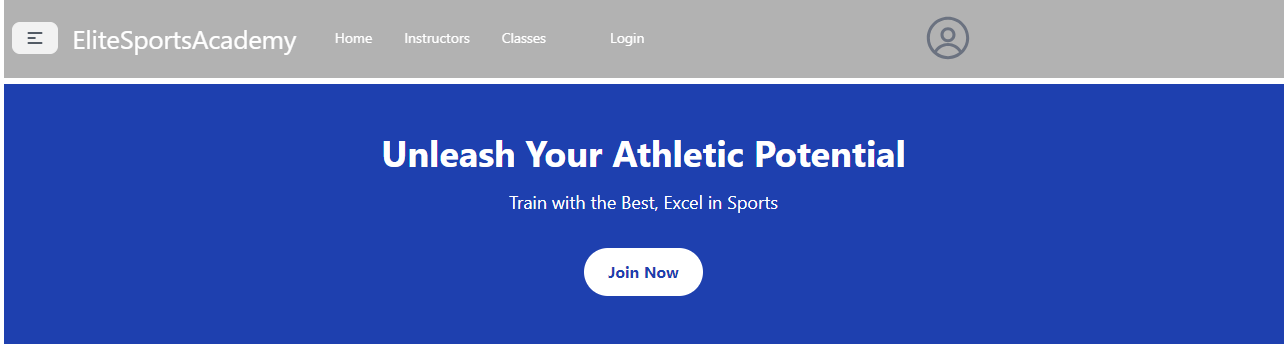 EliteSportsAcademy Home Instructors Classes Login
Unleash Your Athletic Potential
Train with the Best, Excel in Sports
Join Now